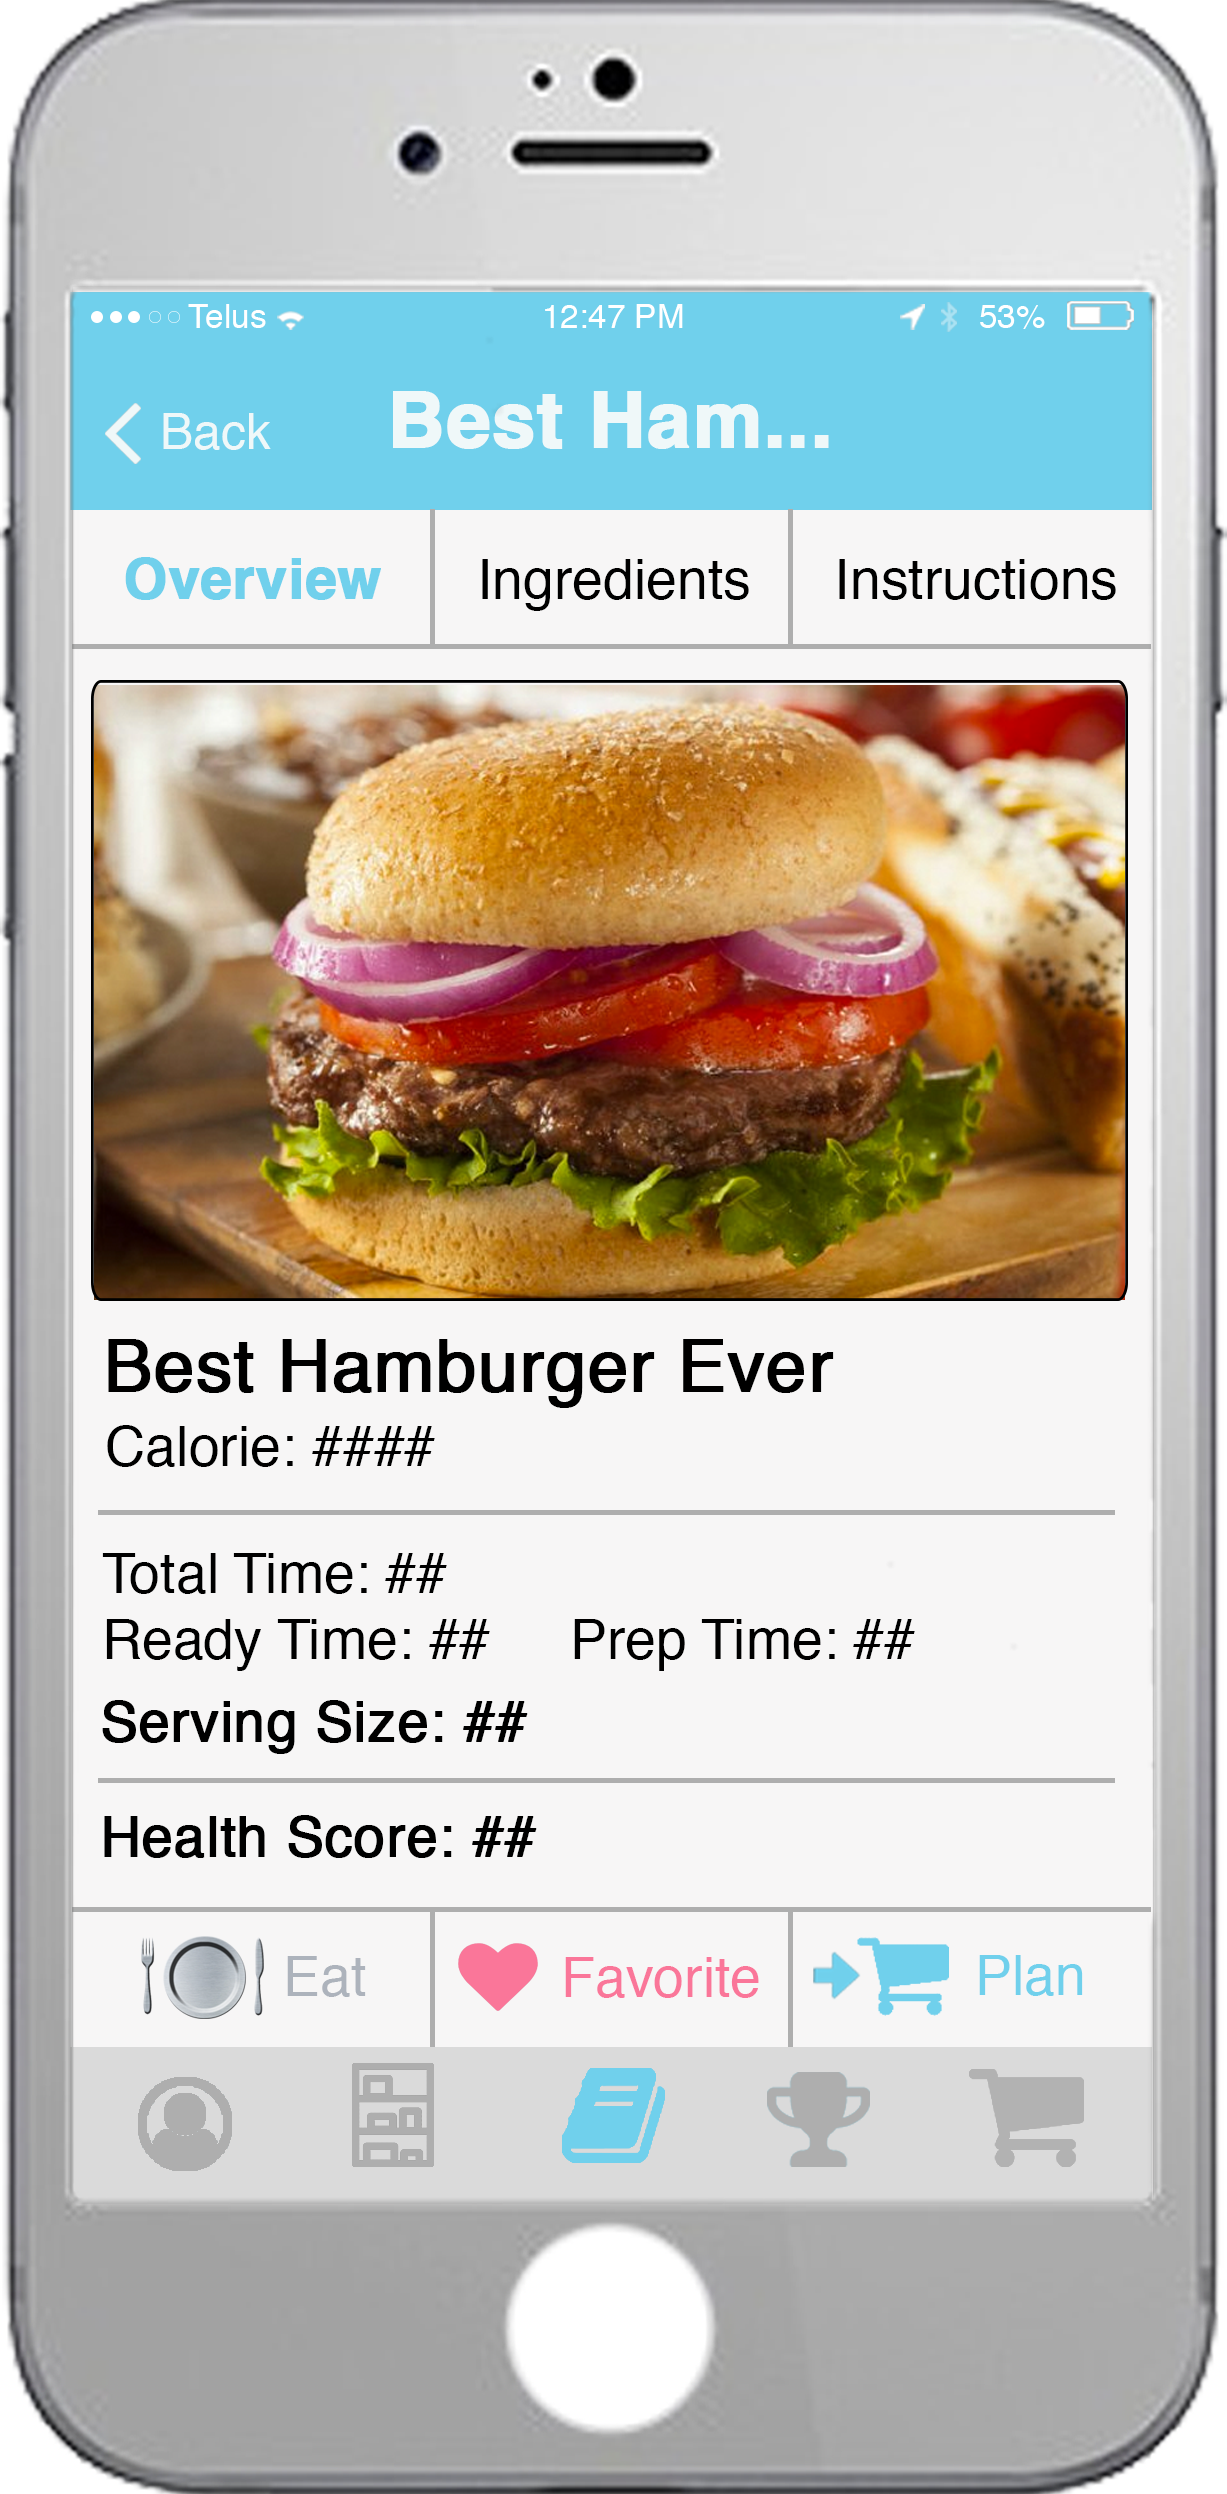 Telus 12:47 PM 53%
Back Best Ham...
Overview Ingredients Instructions
Best Hamburger Ever
Calorie: ####
Total Time: ##
Ready Time: ## Prep Time: ##
Serving Size: ##
Health Score: ##
Eat Favorite Plan